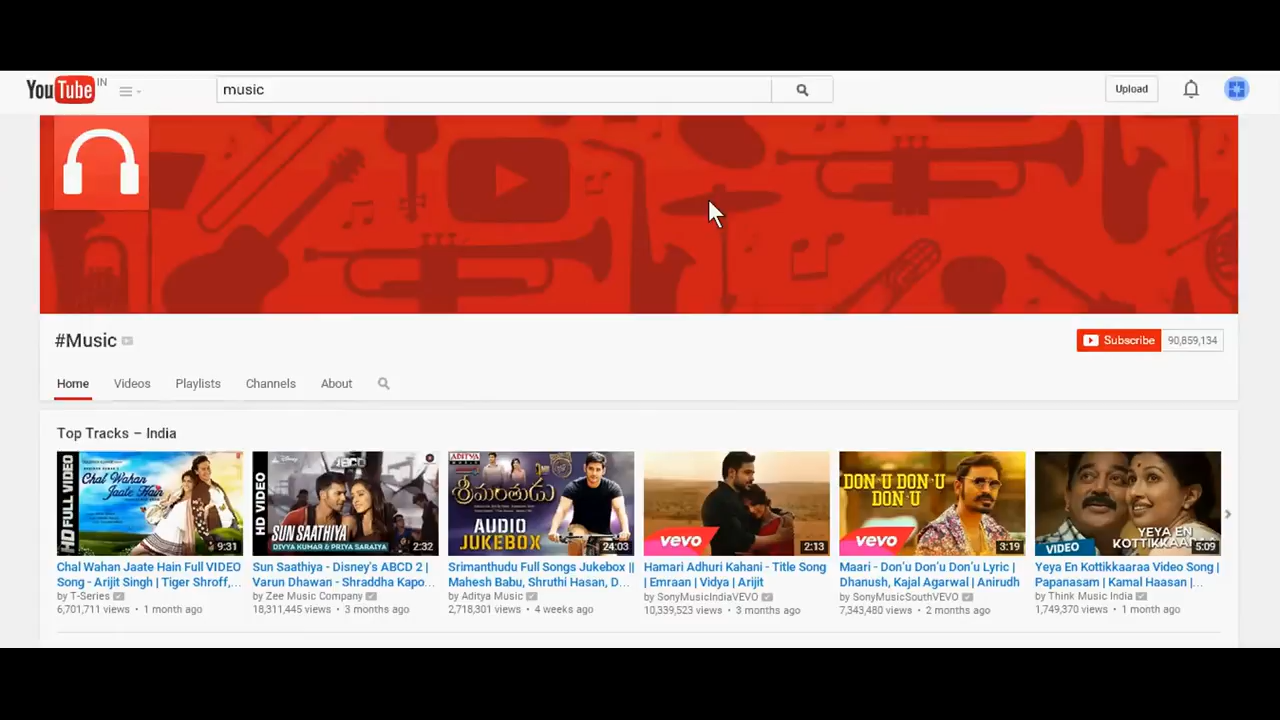 YouTube IN
music
Upload
#Music
Subscribe 90,859,134
Home Videos Playlists Channels About
Top Tracks – India
HD FULL VIDEO
Chal Wahan Jaate Hain
9:31
HD VIDEO
Disney
ABCD 2
SUN SAATHIYA
DIVYA KUMAR & PRIYA SARAIYA
2:32
ADITYA MUSIC
శ్రీమంతుడు
AUDIO JUKEBOX
24:03
vevo
2:13
DON-U DON-U DON-U
vevo
3:19
VIDEO
YEYA EN KOTTIKKAARAA
5:09
Chal Wahan Jaate Hain Full VIDEO
Song - Arijit Singh | Tiger Shroff,...
by T-Series
6,701,711 views • 1 month ago
Sun Saathiya - Disney's ABCD 2 |
Varun Dhawan - Shraddha Kapo...
by Zee Music Company
18,311,445 views • 3 months ago
Srimanthudu Full Songs Jukebox ||
Mahesh Babu, Shruthi Hasan, D...
by Aditya Music
2,718,301 views • 4 weeks ago
Hamari Adhuri Kahani - Title Song
| Emraan | Vidya | Arijit
by SonyMusicIndiaVEVO
10,339,523 views • 3 months ago
Maari - Don'u Don'u Don'u Lyric |
Dhanush, Kajal Agarwal | Anirudh
by SonyMusicSouthVEVO
7,343,480 views • 2 months ago
Yeya En Kottikkaaraa Video Song |
Papanasam | Kamal Haasan |...
by Think Music India
1,749,370 views • 1 month ago